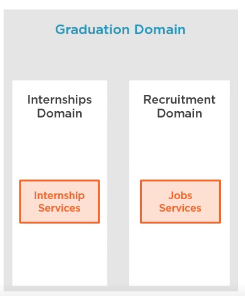 Graduation Domain
Internships
Domain
Recruitment
Domain
Internship
Services
Jobs
Services